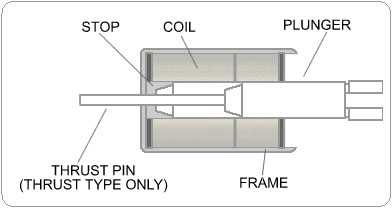 STOP
COIL
PLUNGER
THRUST PIN
(THRUST TYPE ONLY)
FRAME